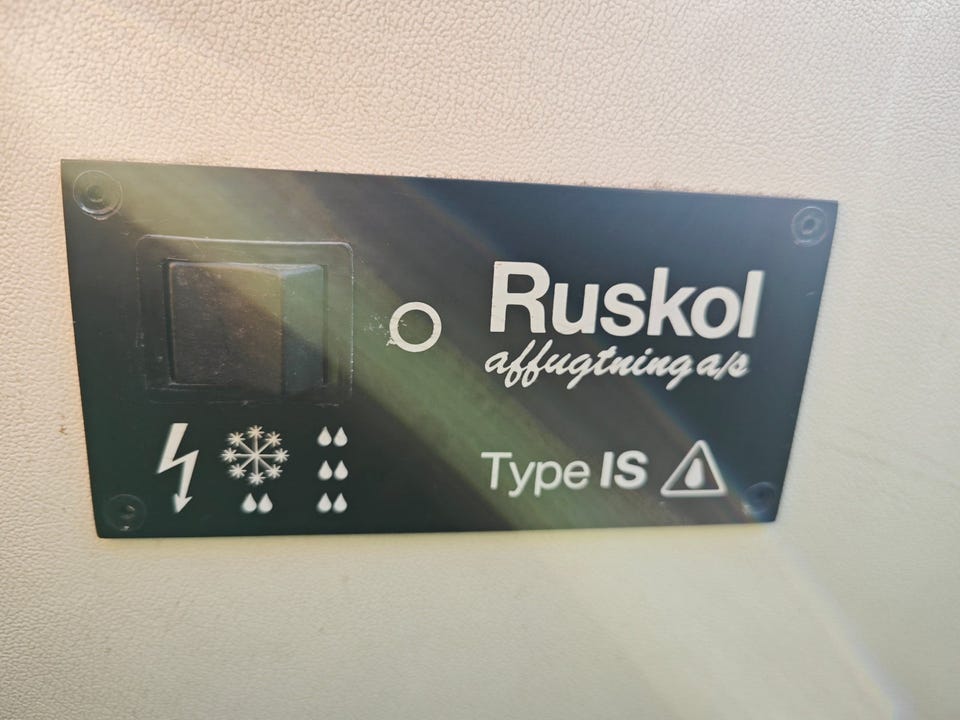 Ruskol
affugtning a/s
Type IS